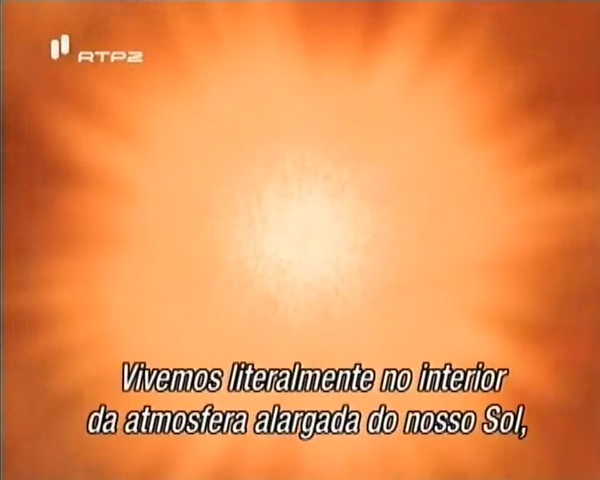 RTP2
Vivemos literalmente no interior
da atmosfera alargada do nosso Sol,